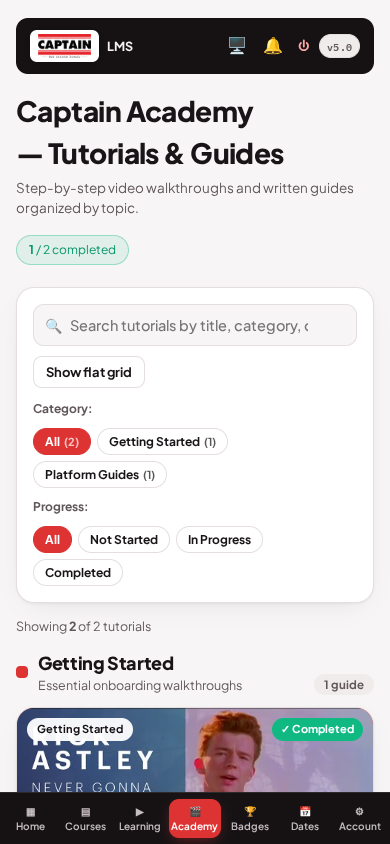 CAPTAIN
LMS
v5.0
Captain Academy
— Tutorials & Guides
Step-by-step video walkthroughs and written guides
organized by topic.
1 / 2 completed
Search tutorials by title, category, c
Show flat grid
Category:
All (2)
Getting Started (1)
Platform Guides (1)
Progress:
All
Not Started
In Progress
Completed
Showing 2 of 2 tutorials
Getting Started
Essential onboarding walkthroughs
1 guide
Getting Started
✓ Completed
RICK
ASTLEY
NEVER GONNA
Home
Courses
Learning
Academy
Badges
Dates
Account